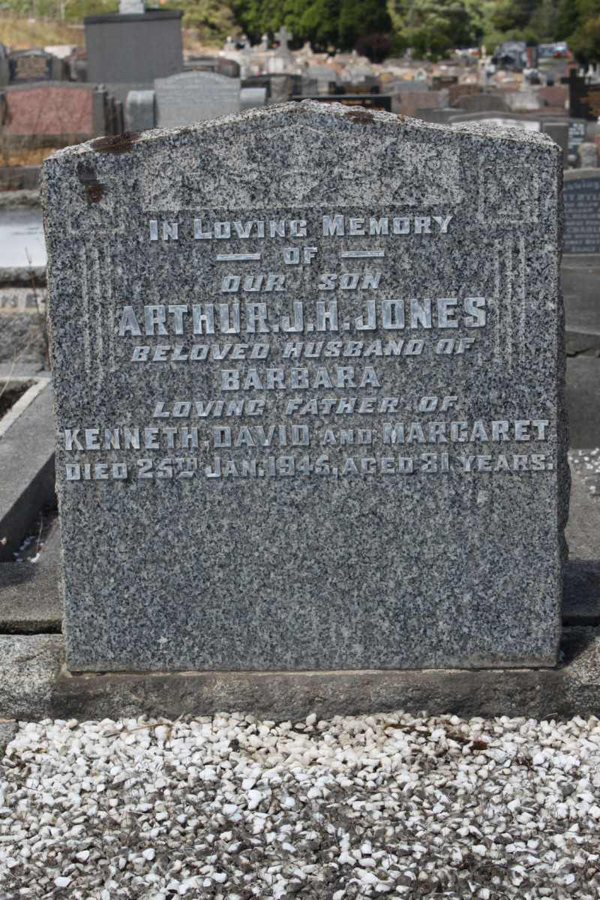 IN LOVING MEMORY
OF
OUR SON
ARTHUR.J.H.JONES
BELOVED HUSBAND OF
BARBARA
LOVING FATHER OF
KENNETH, DAVID AND MARGARET
DIED 25TH JAN. 1945, AGED 31 YEARS.